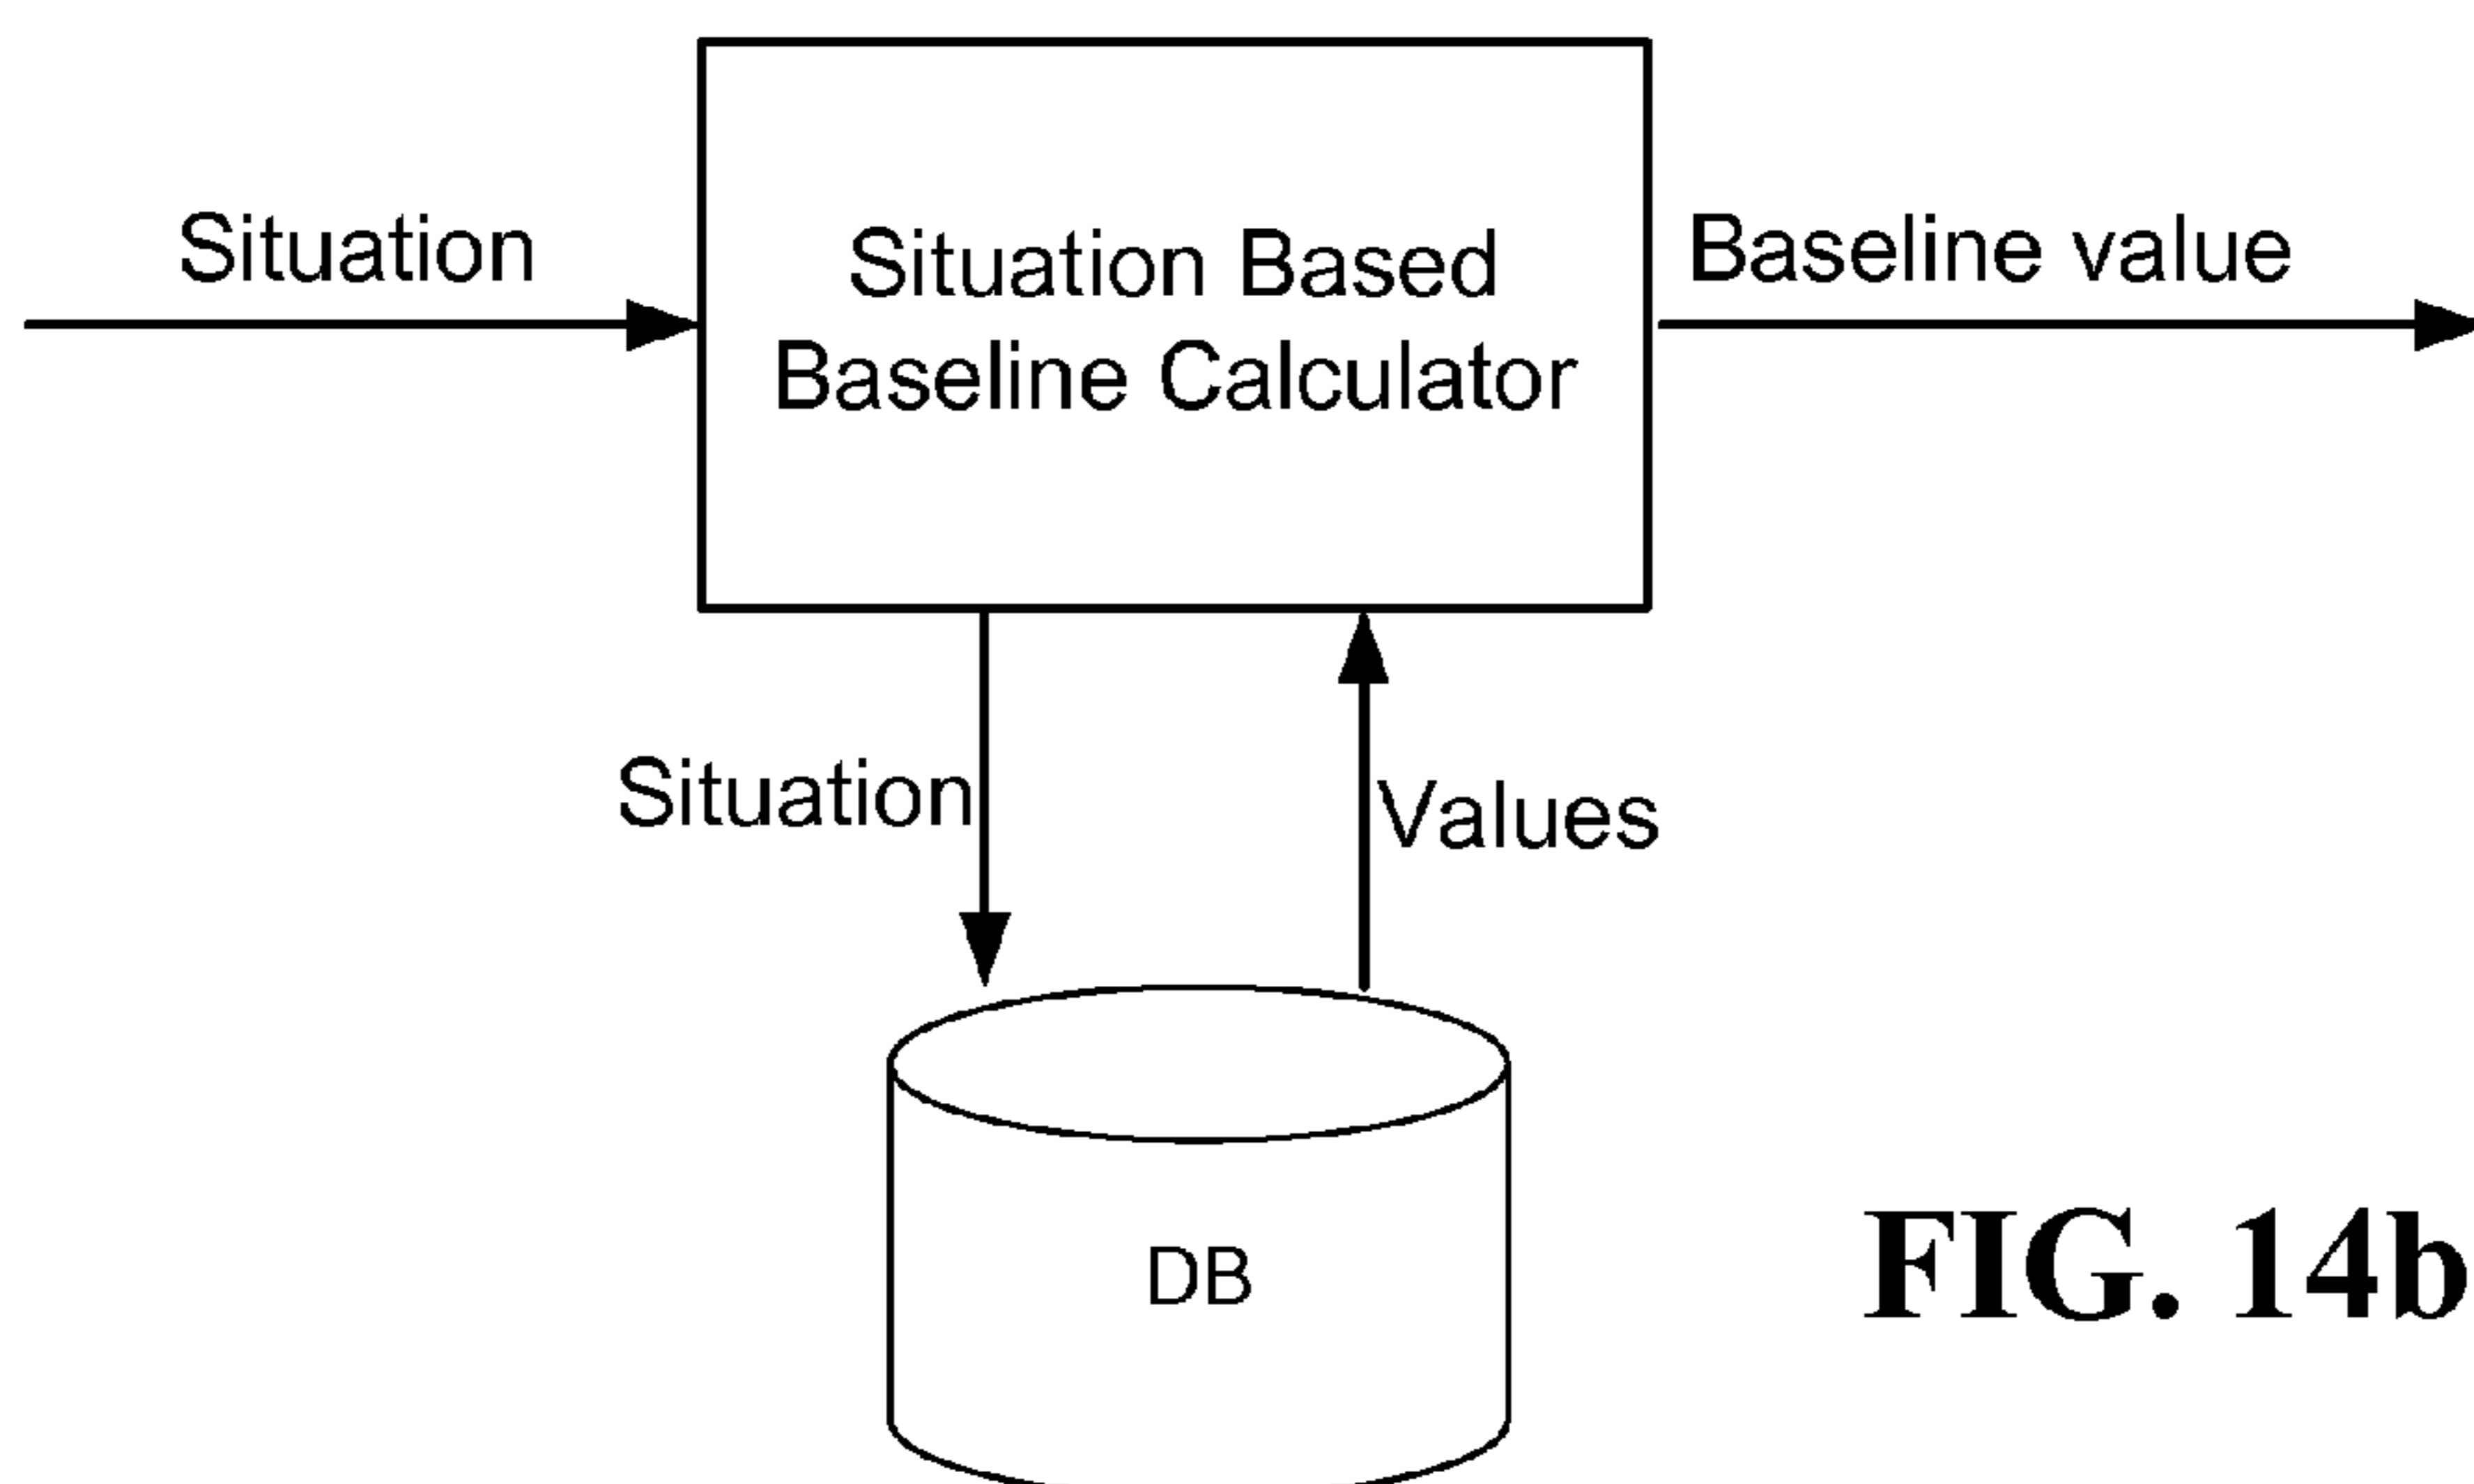 Situation
Situation Based
Baseline Calculator
Baseline value
Situation
Values
DB
FIG. 14b